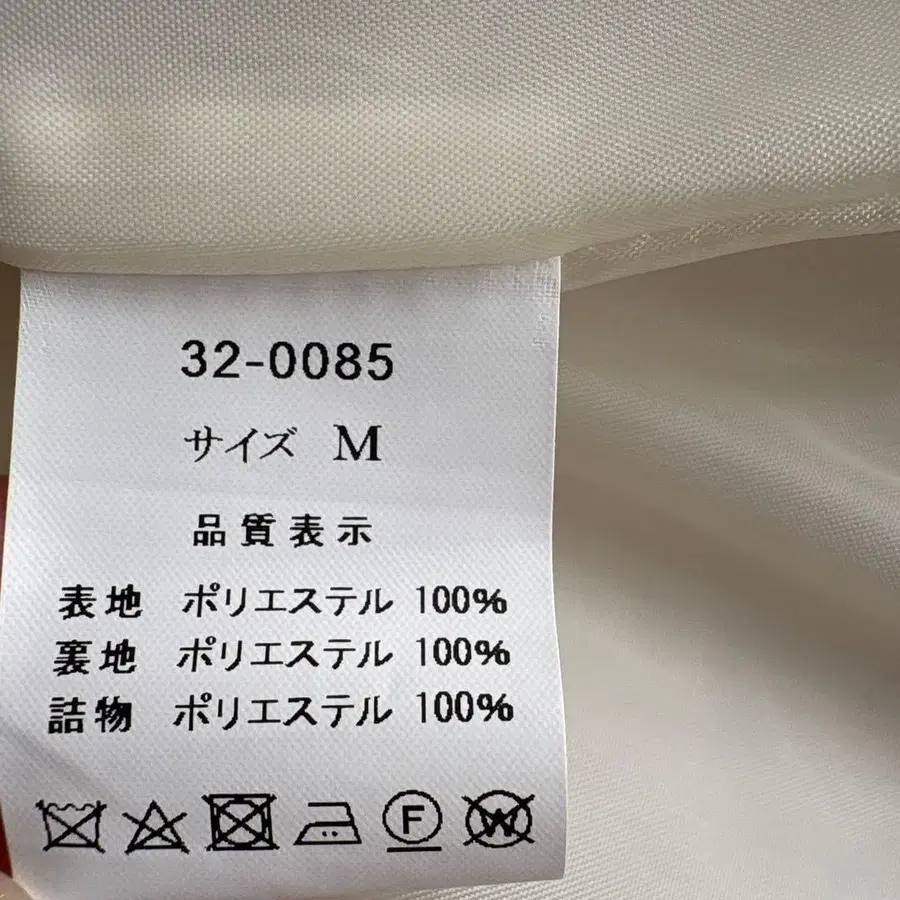 32-0085
サイズ M
品質表示
表地 ポリエステル 100%
裏地 ポリエステル 100%
詰物 ポリエステル 100%
F W